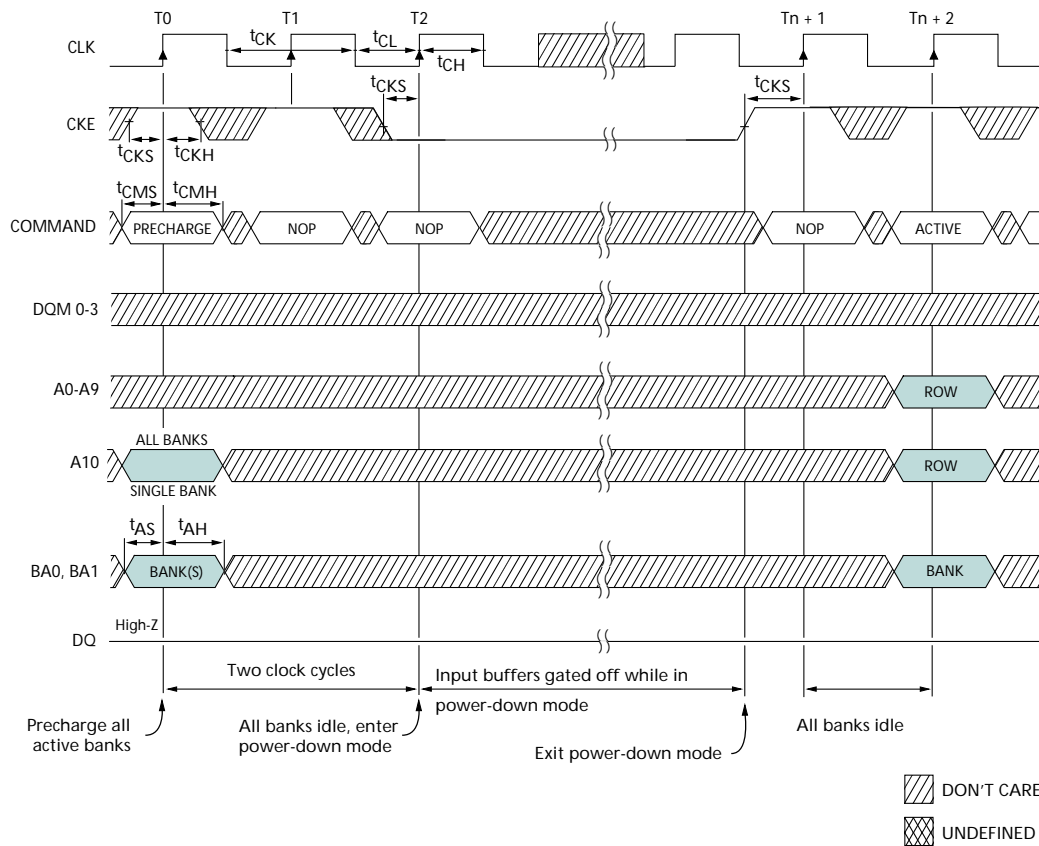 T0 T1 T2 Tn + 1 Tn + 2
CLK
tCK tCL
tCH
tCKS tCKS
CKE
tCKS tCKH
tCMS tCMH
COMMAND PRECHARGE NOP NOP NOP ACTIVE
DQM 0-3
A0-A9 ROW
ALL BANKS
A10 ROW
SINGLE BANK
tAS tAH
BA0, BA1 BANK(S) BANK
High-Z
DQ
Two clock cycles
Input buffers gated off while in
power-down mode
Precharge all
active banks
All banks idle, enter
power-down mode
Exit power-down mode
All banks idle
DON'T CARE
UNDEFINED